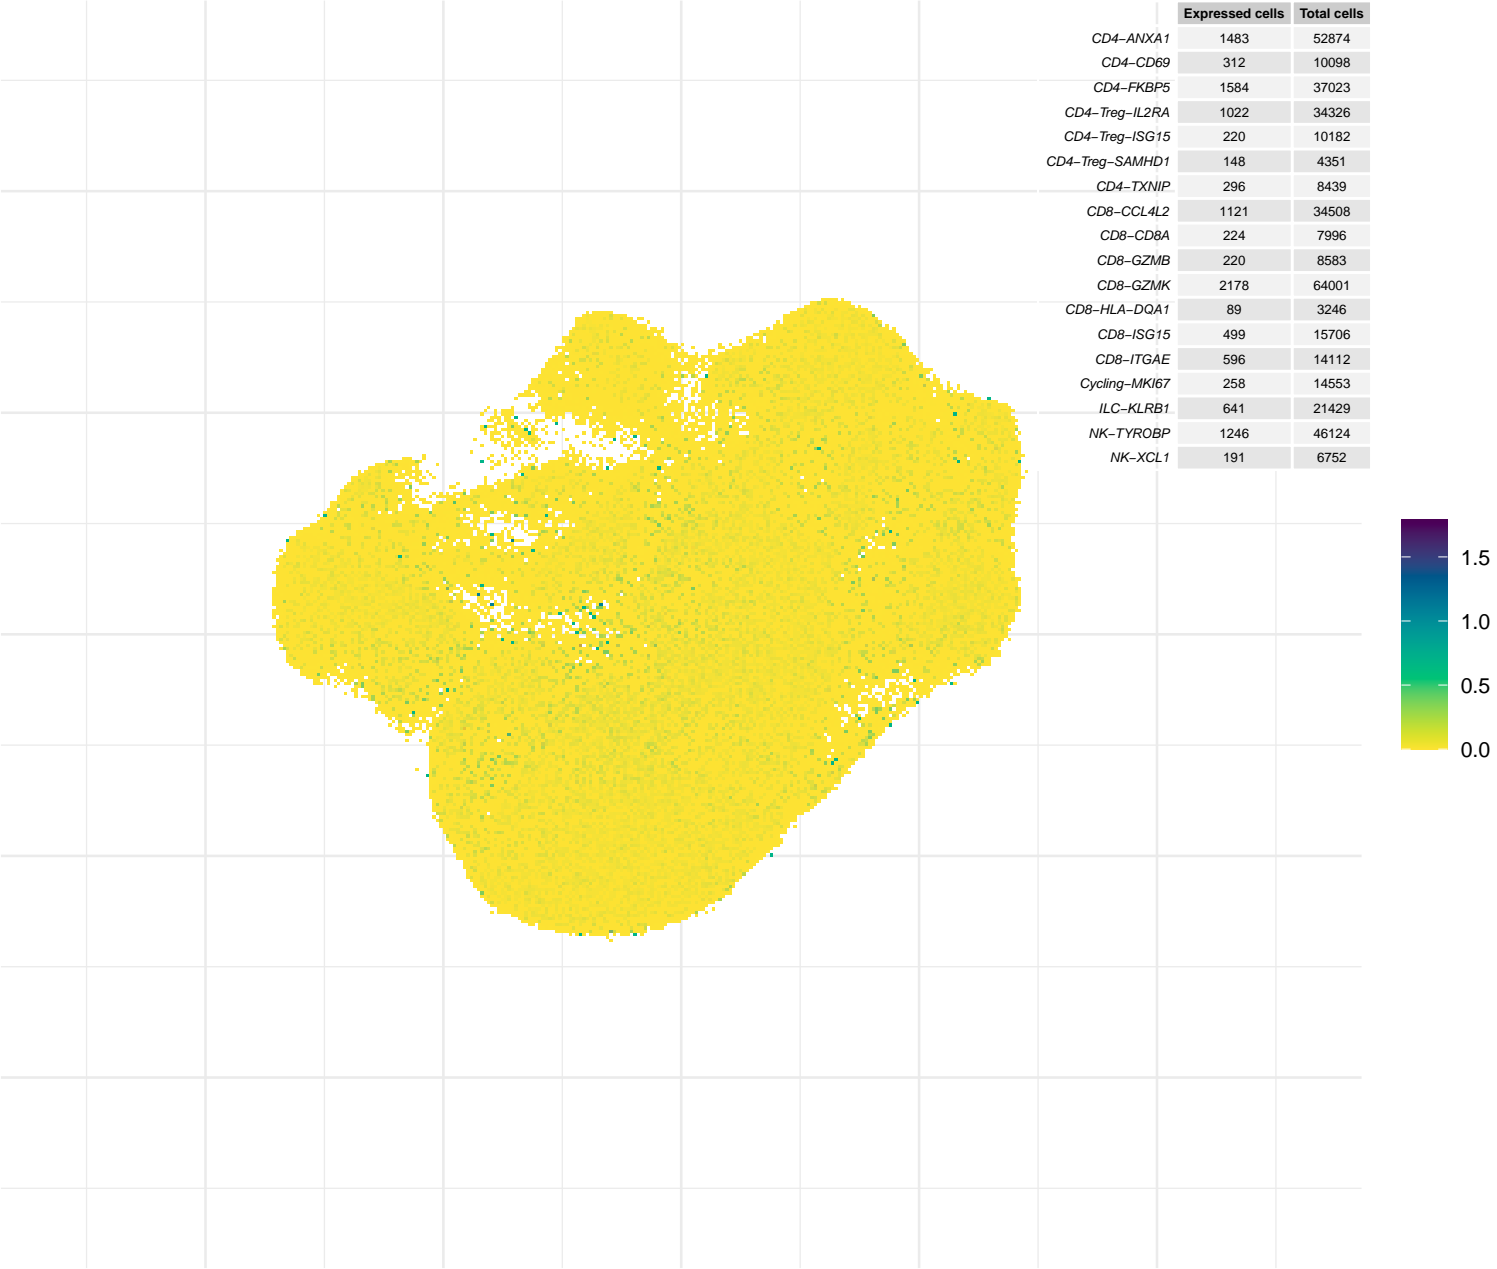 Expressed cells Total cells
CD4−ANXA1 1483 52874
CD4−CD69 312 10098
CD4−FKBP5 1584 37023
CD4−Treg−IL2RA 1022 34326
CD4−Treg−ISG15 220 10182
CD4−Treg−SAMHD1 148 4351
CD4−TXNIP 296 8439
CD8−CCL4L2 1121 34508
CD8−CD8A 224 7996
CD8−GZMB 220 8583
CD8−GZMK 2178 64001
CD8−HLA−DQA1 89 3246
CD8−ISG15 499 15706
CD8−ITGAE 596 14112
Cycling−MKI67 258 14553
ILC−KLRB1 641 21429
NK−TYROBP 1246 46124
NK−XCL1 191 6752
1.5
1.0
0.5
0.0